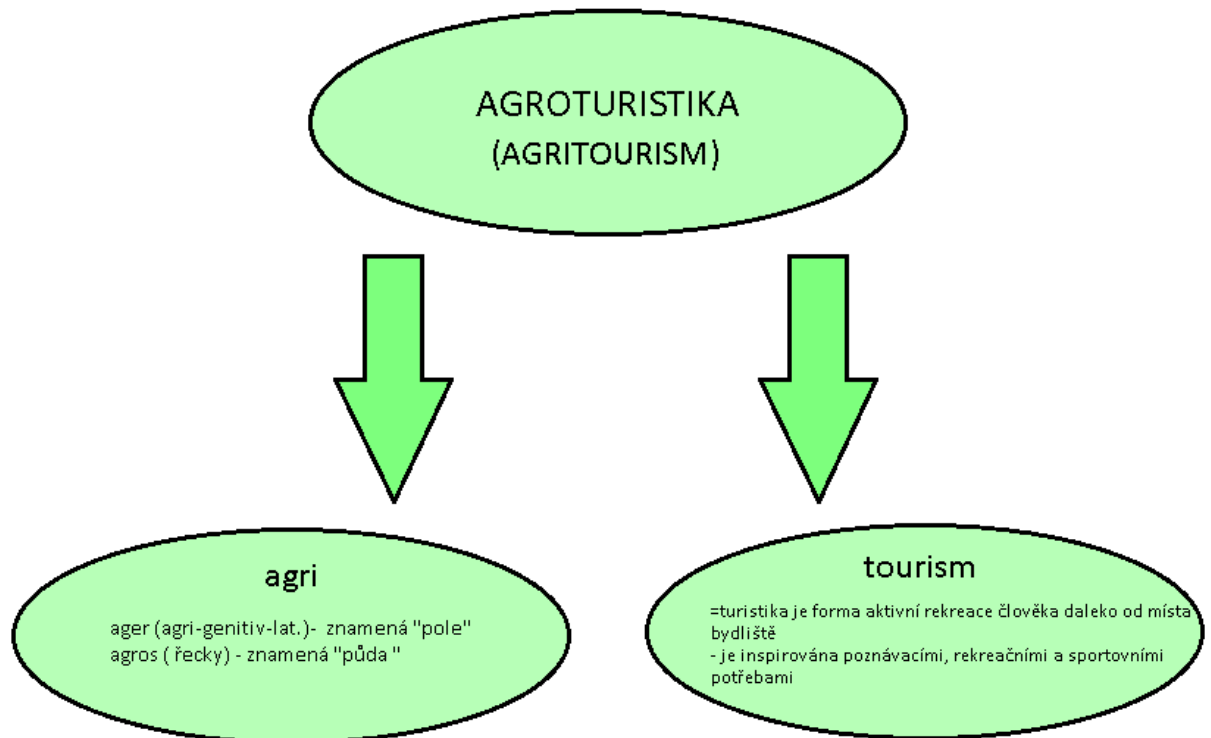 AGROTURISTIKA
(AGRITOURISM)
agri
ager (agri-genitiv-lat.)- znamená "pole"
agros ( řecky) - znamená "půda "
tourism
=turistika je forma aktivní rekreace člověka daleko od místa
bydliště
- je inspirována poznávacími, rekreačními a sportovními
potřebami